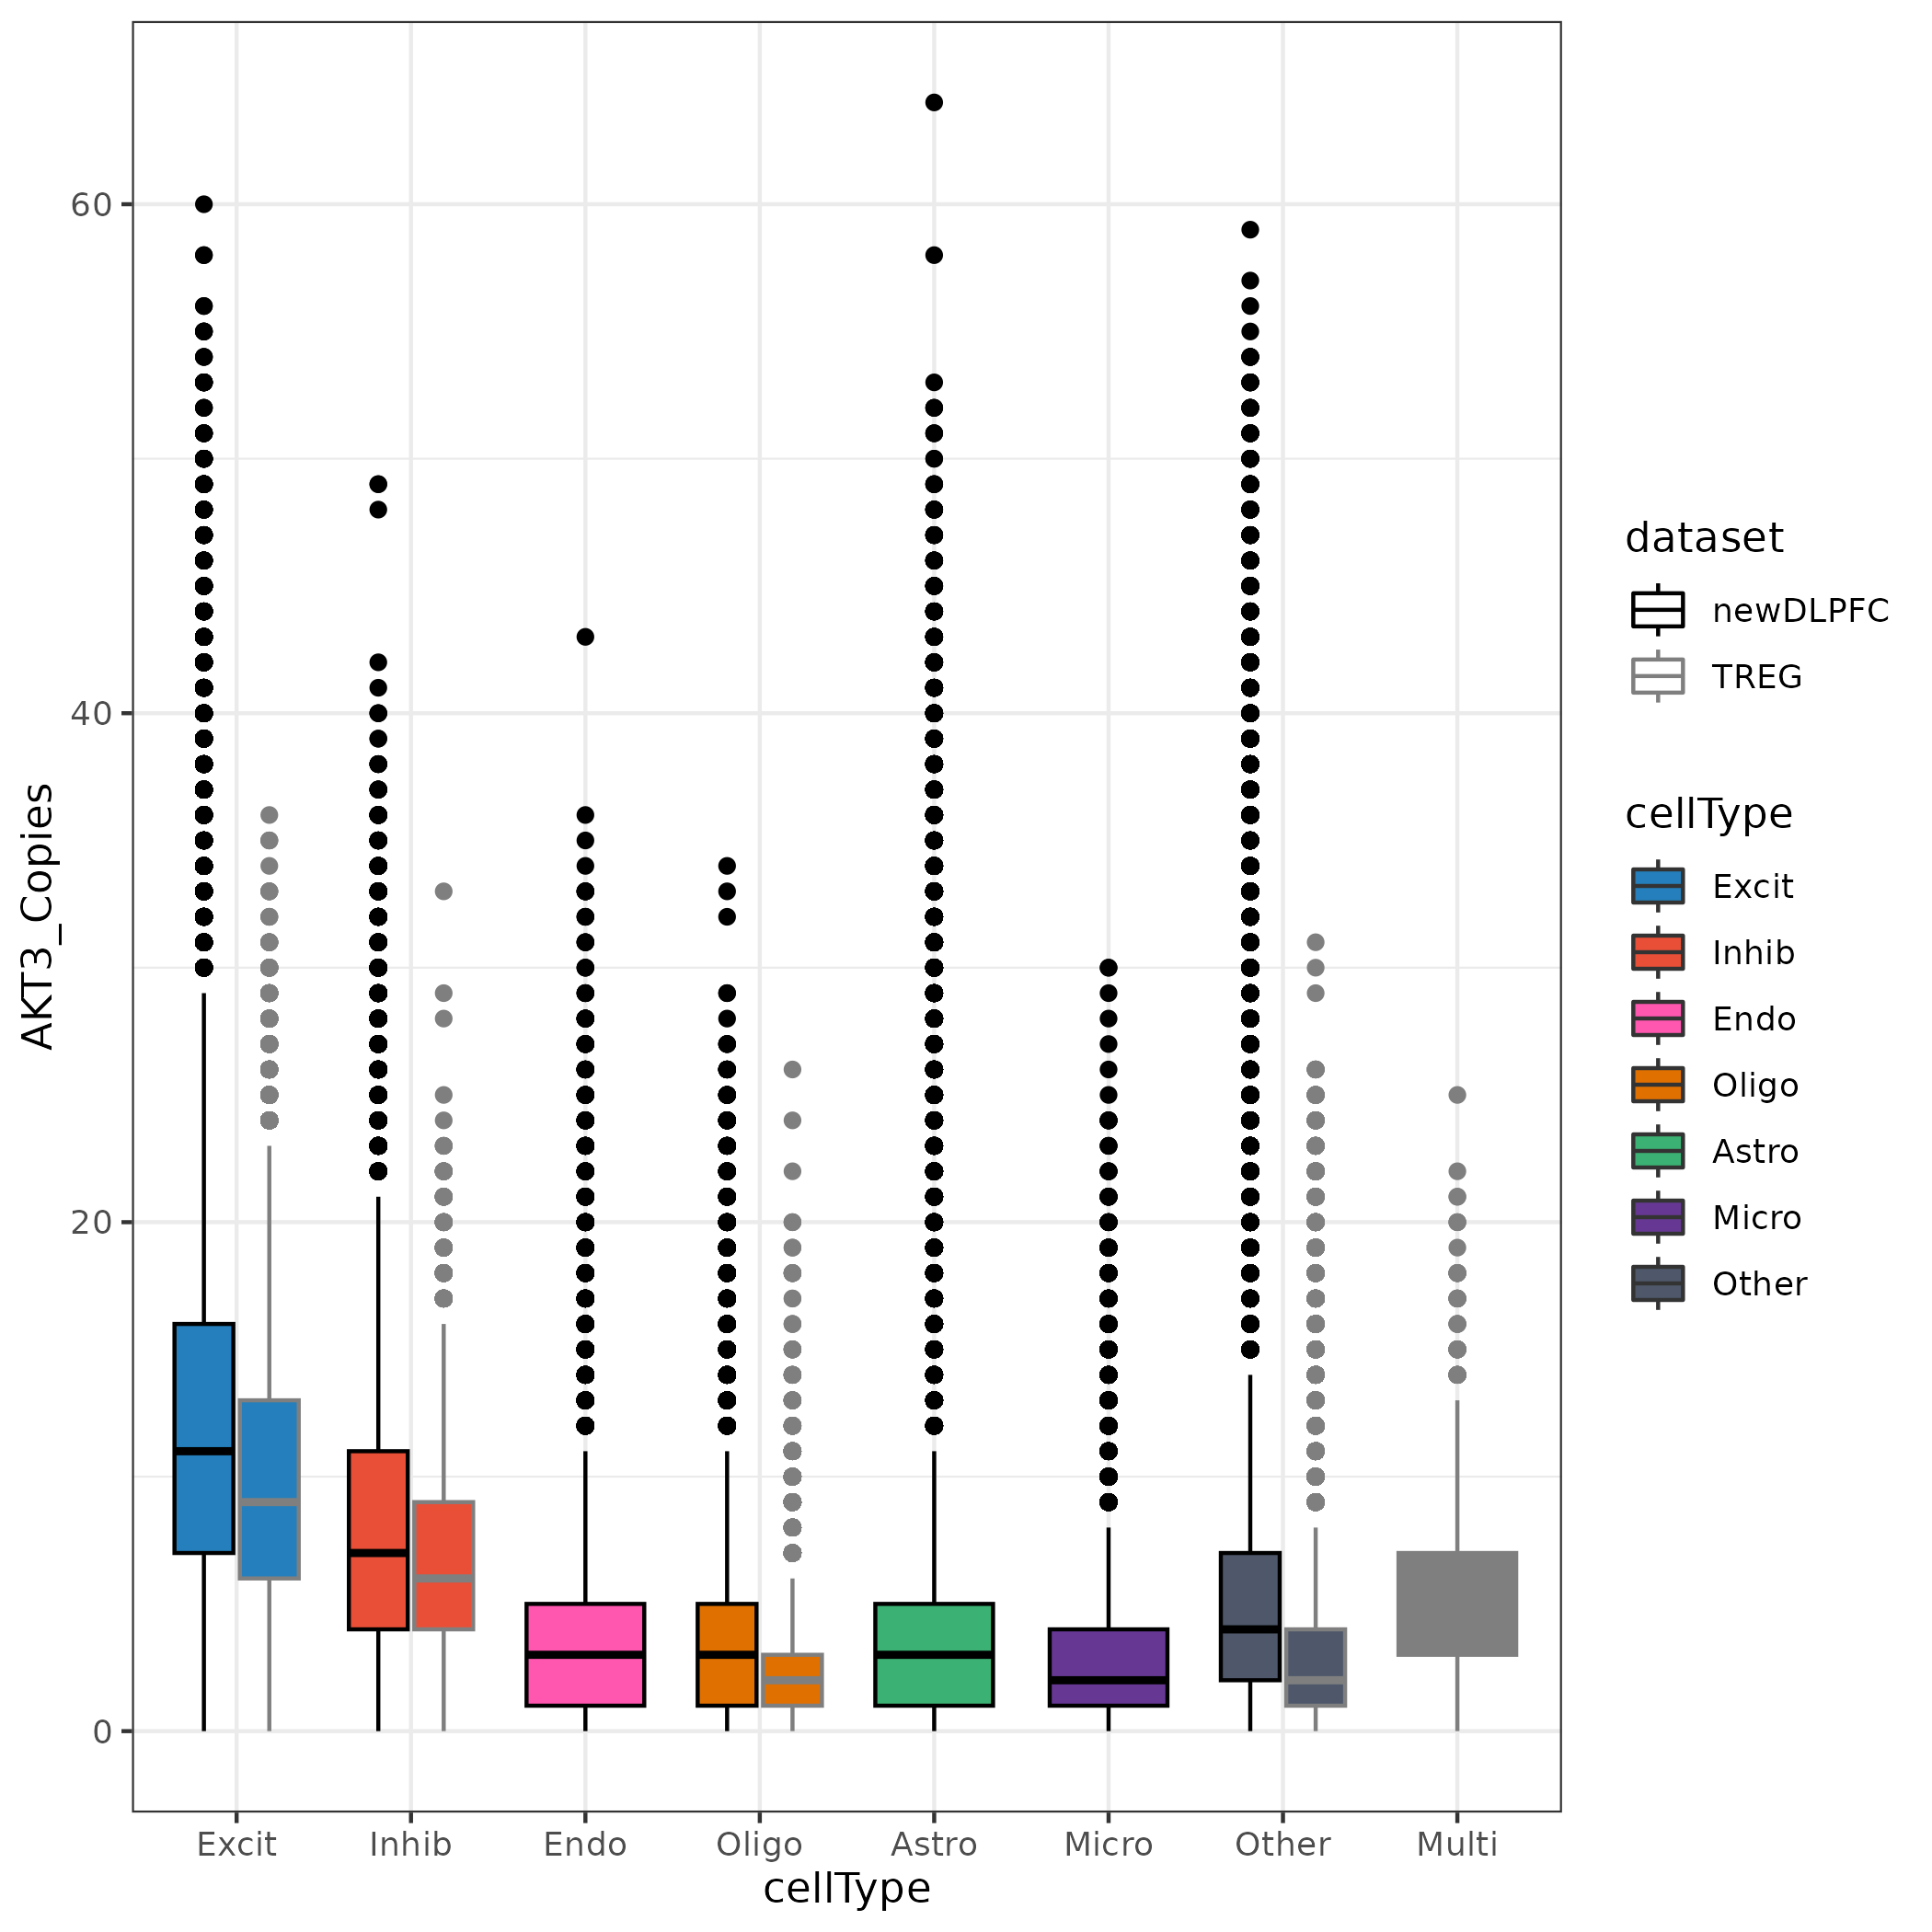 60
40
20
0
AKT3_Copies
Excit Inhib Endo Oligo Astro Micro Other Multi
cellType
dataset
newDLPFC
TREG
cellType
Excit
Inhib
Endo
Oligo
Astro
Micro
Other